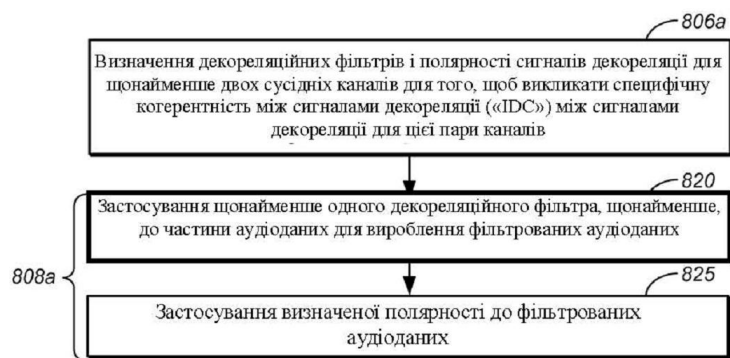 806a
Визначення декореляційних фільтрів і полярності сигналів декореляції для
щонайменше двох сусідніх каналів для того, щоб викликати специфічну
когерентність між сигналами декореляція («IDC») між сигналами
декореляції для цієї пари каналів
820
Застосування щонайменше одного декореляційного фільтра, щонайменше,
до частини аудіоданих для вироблення фільтрованих аудіоданих
808a
825
Застосування визначеної полярності до фільтрованих
аудіоданих